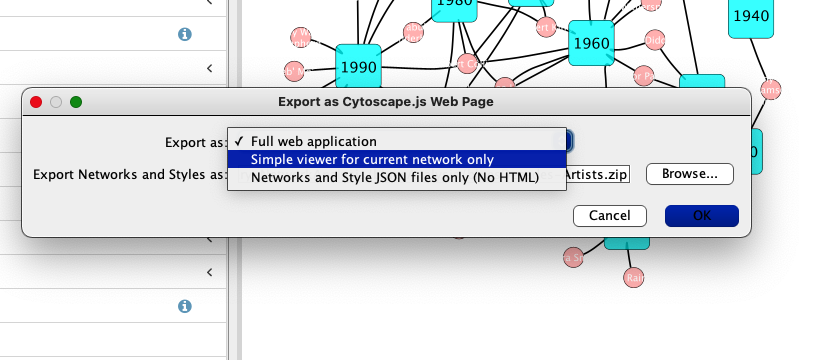 1980
1940
1960
1990
Export as Cytoscape.js Web Page
Export as:
✓ Full web application
Simple viewer for current network only
Networks and Style JSON files only (No HTML)
Export Networks and Styles as:
Artists.zip
Browse...
Cancel
OK